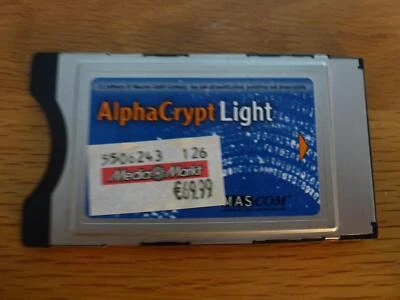 AlphaCrypt Light
5506243 126
Media Markt
€69.99
MASCOM